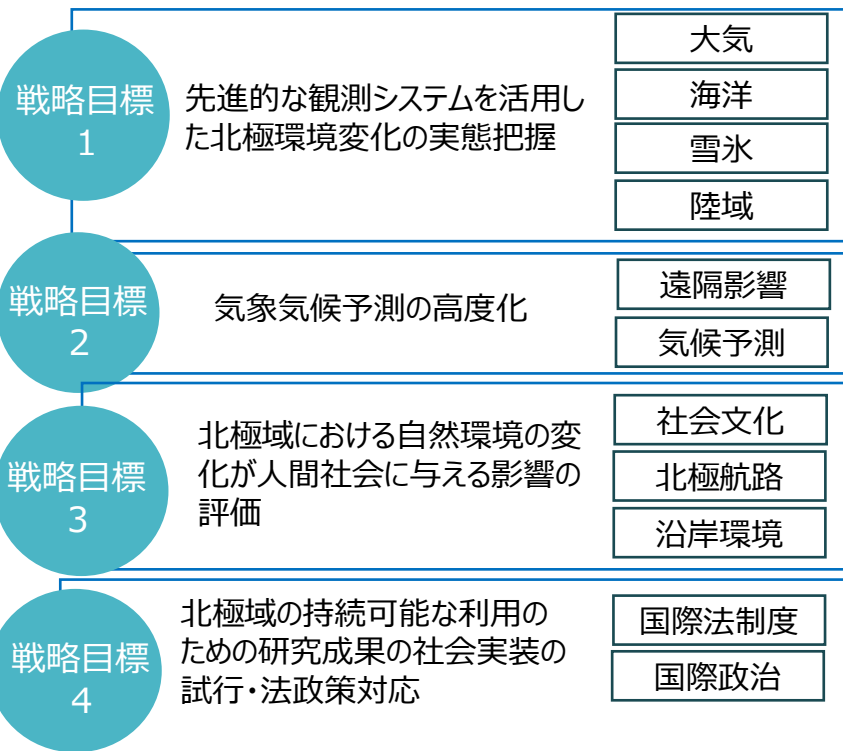 戦略目標
1
先進的な観測システムを活用し
た北極環境変化の実態把握
大気
海洋
雪氷
陸域
戦略目標
2
気象気候予測の高度化
遠隔影響
気候予測
戦略目標
3
北極域における自然環境の変
化が人間社会に与える影響の
評価
社会文化
北極航路
沿岸環境
戦略目標
4
北極域の持続可能な利用の
ための研究成果の社会実装の
試行・法政策対応
国際法制度
国際政治